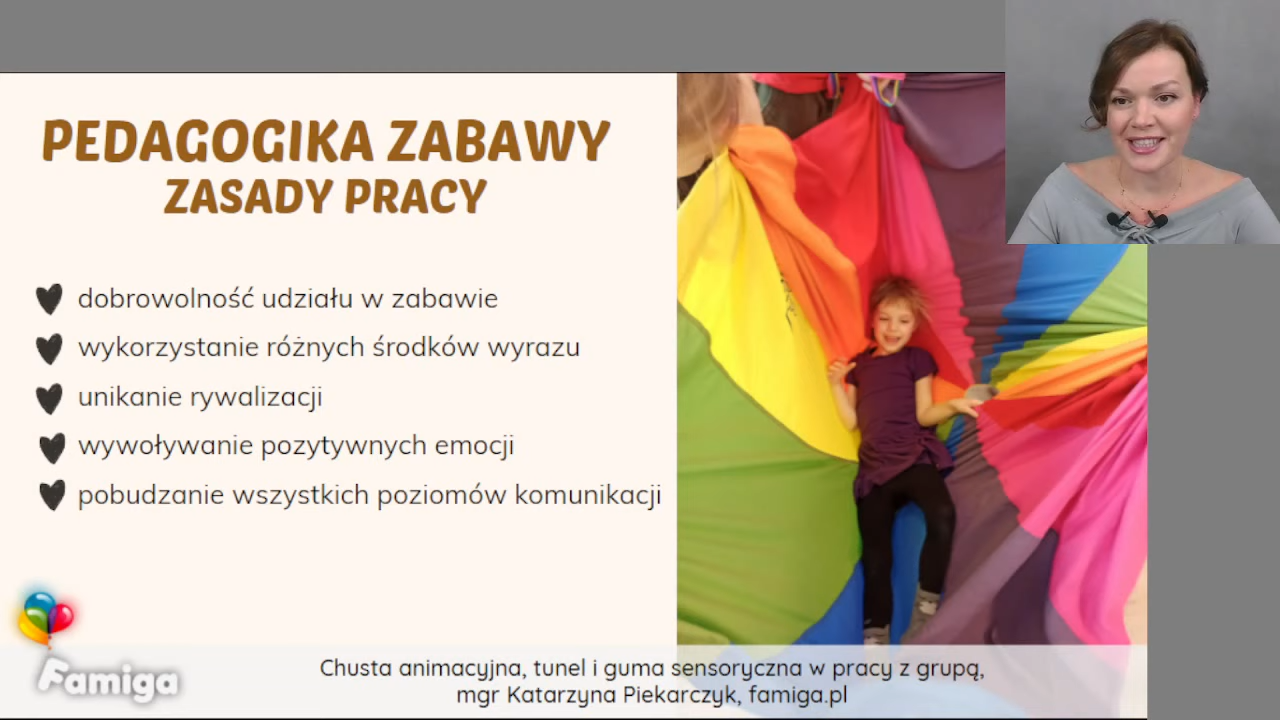 PEDAGOGIKA ZABAWY
ZASADY PRACY
dobrowolność udziału w zabawie
wykorzystanie różnych środków wyrazu
unikanie rywalizacji
wywoływanie pozytywnych emocji
pobudzanie wszystkich poziomów komunikacji
Famiga
Chusta animacyjna, tunel i guma sensoryczna w pracy z grupą,
mgr Katarzyna Piekarczyk, famiga.pl